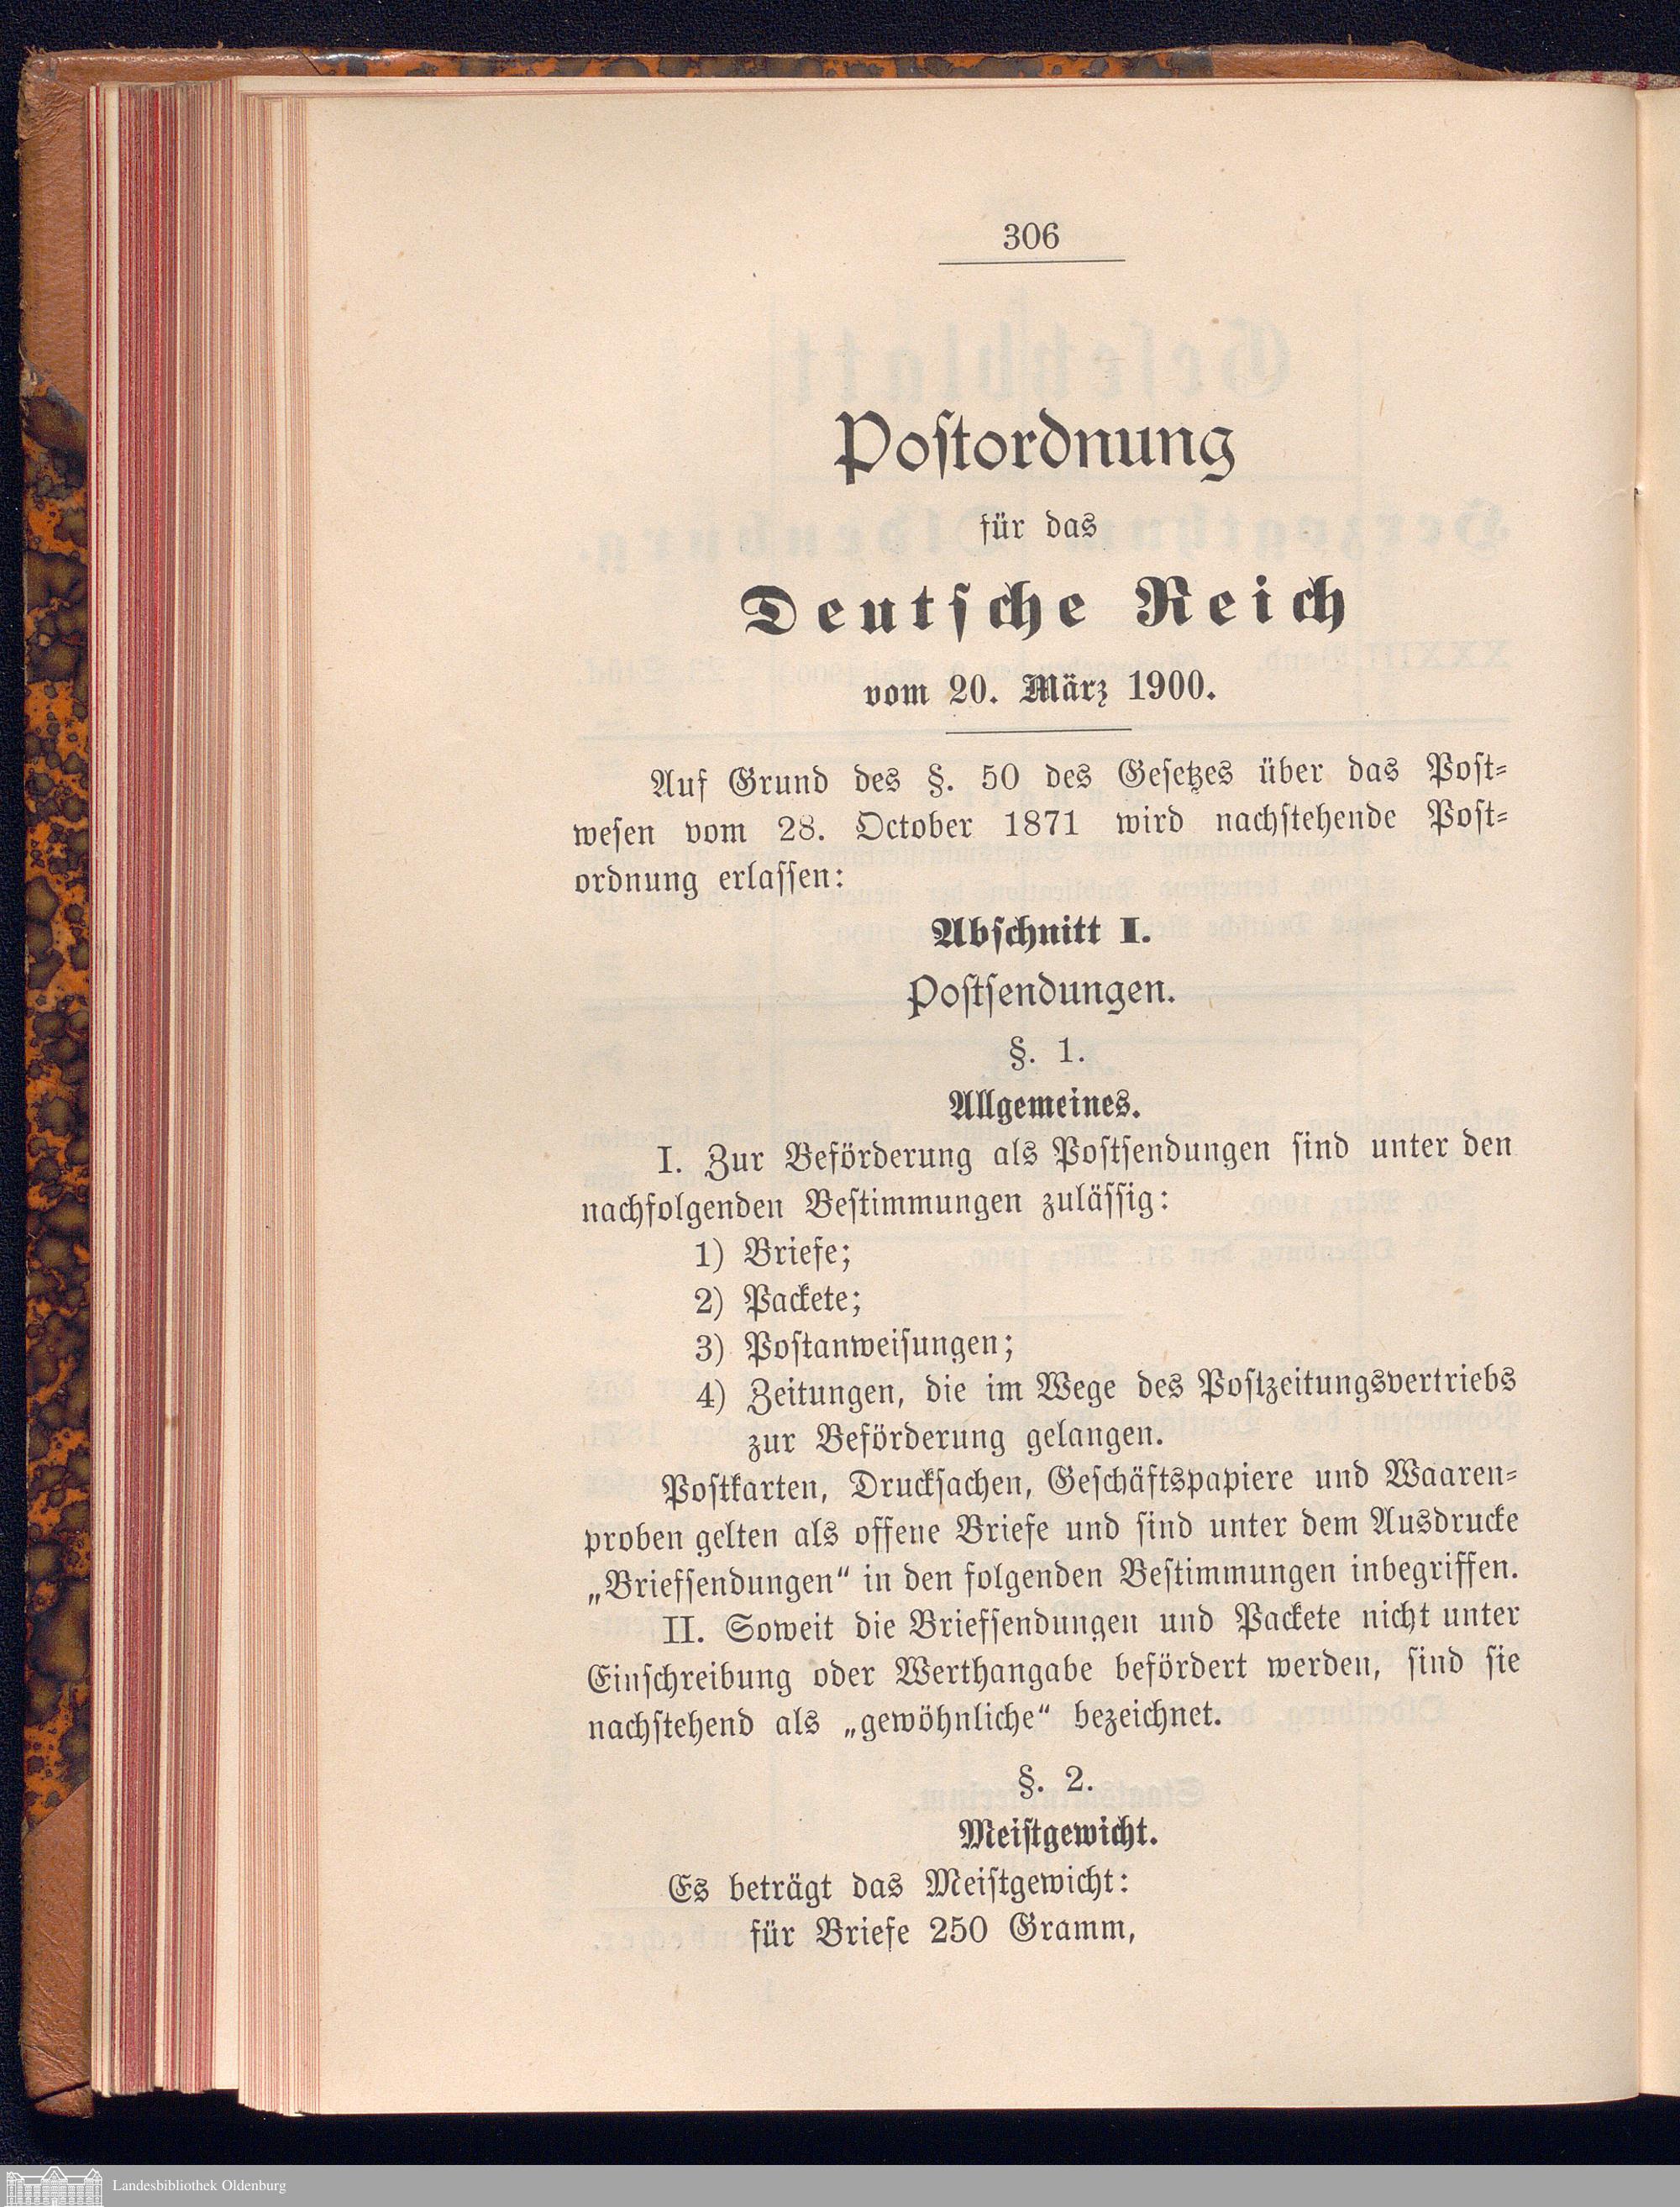 306
Postordnung
für das
Deutsche Reich
vom 20. März 1900.
Auf Grund des §. 50 des Gesetzes über das Post-
wesen vom 28. October 1871 wird nachstehende Post-
ordnung erlassen:
Abschnitt I.
Postsendungen.
§. 1.
Allgemeines.
I. Zur Beförderung als Postsendungen sind unter den
nachfolgenden Bestimmungen zulässig:
1) Briefe;
2) Packete;
3) Postanweisungen;
4) Zeitungen, die im Wege des Postzeitungsvertriebs
zur Beförderung gelangen.
Postkarten, Drucksachen, Geschäftspapiere und Waaren-
proben gelten als offene Briefe und sind unter dem Ausdrucke
„Briefsendungen“ in den folgenden Bestimmungen inbegriffen.
II. Soweit die Briefsendungen und Packete nicht unter
Einschreibung oder Werthangabe befördert werden, sind sie
nachstehend als „gewöhnliche“ bezeichnet.
§. 2.
Meistgewicht.
Es beträgt das Meistgewicht:
für Briefe 250 Gramm,
Landesbibliothek Oldenburg